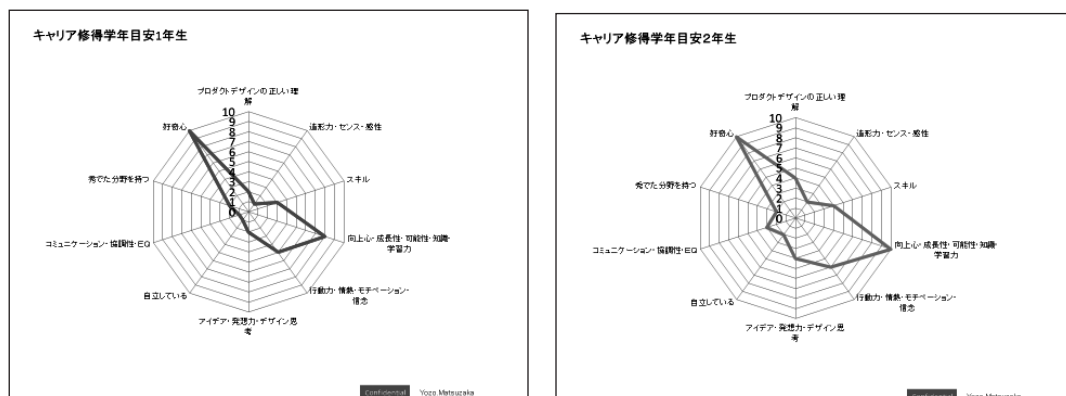 キャリア修得学年目安1年生
プロダクトデザインの正しい理
解
造形力・センス・感性
スキル
向上心・成長性・可能性・知識・
学習力
行動力・情熱・モチベーション・
信念
アイデア・発想力・デザイン思
考
自立している
コミュニケーション・協調性・EQ
秀でた分野を持つ
好奇心
10
9
8
7
6
5
4
3
2
1
0
Confidential
Yozo.Matsuzaka
キャリア修得学年目安2年生
プロダクトデザインの正しい理
解
造形力・センス・感性
スキル
向上心・成長性・可能性・知識・
学習力
行動力・情熱・モチベーション・
信念
アイデア・発想力・デザイン思
考
自立している
コミュニケーション・協調性・EQ
秀でた分野を持つ
好奇心
10
9
8
7
6
5
4
3
2
1
0
Confidential
Yozo.Matsuzaka